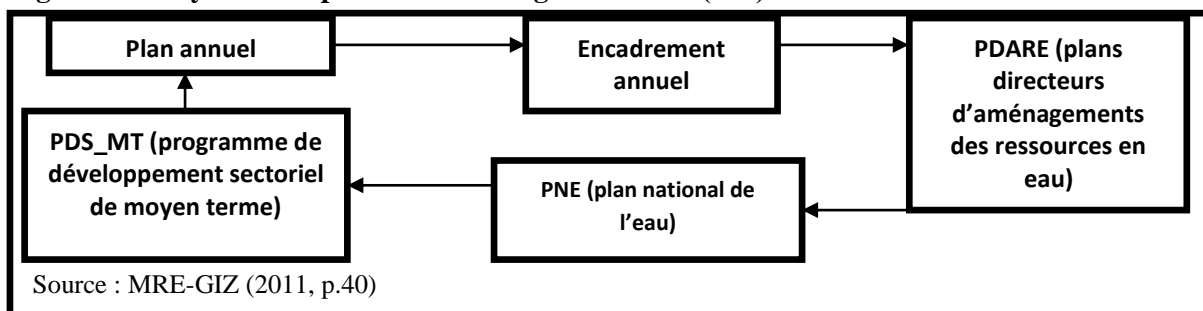 Plan annuel
Encadrement
annuel
PDARE (plans
directeurs
d’aménagements
des ressources en
eau)
PDS_MT (programme de
développement sectoriel
de moyen terme)
PNE (plan national de
l’eau)
Source : MRE-GIZ (2011, p.40)